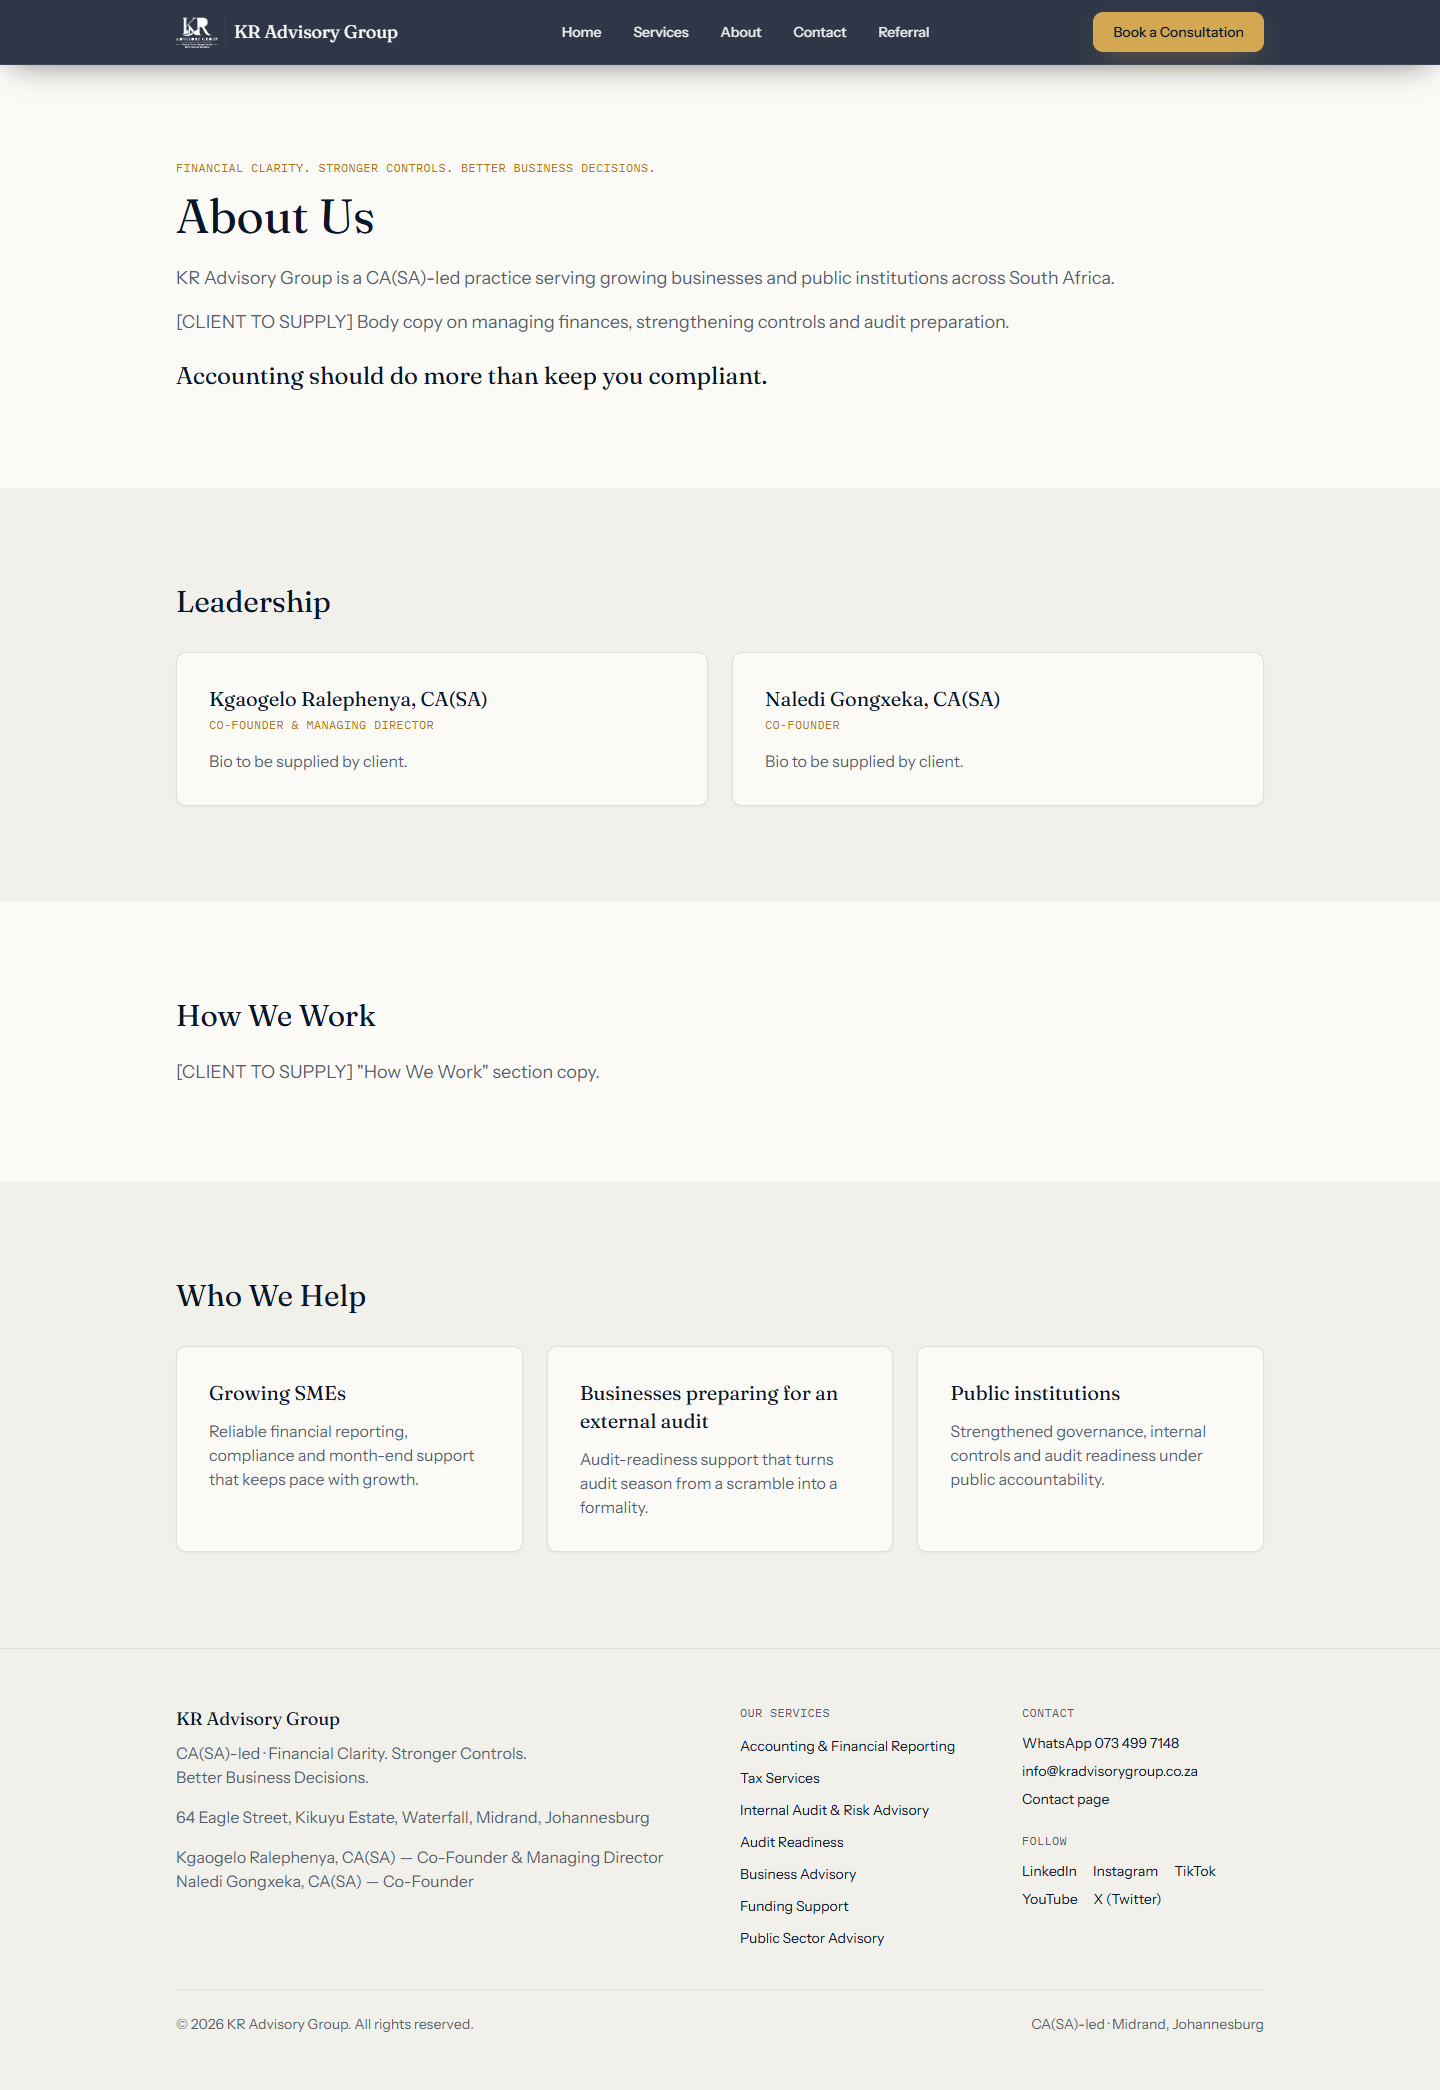 KR
ADVISORY GROUP
KR Advisory Group
Home
Services
About
Contact
Referral
Book a Consultation
FINANCIAL CLARITY. STRONGER CONTROLS. BETTER BUSINESS DECISIONS.
About Us
KR Advisory Group is a CA(SA)-led practice serving growing businesses and public institutions across South Africa.
[CLIENT TO SUPPLY] Body copy on managing finances, strengthening controls and audit preparation.
Accounting should do more than keep you compliant.
Leadership
Kgaogelo Ralephenya, CA(SA)
CO-FOUNDER & MANAGING DIRECTOR
Bio to be supplied by client.
Naledi Gongxeka, CA(SA)
CO-FOUNDER
Bio to be supplied by client.
How We Work
[CLIENT TO SUPPLY] "How We Work" section copy.
Who We Help
Growing SMEs
Reliable financial reporting,
compliance and month-end support
that keeps pace with growth.
Businesses preparing for an
external audit
Audit-readiness support that turns
audit season from a scramble into a
formality.
Public institutions
Strengthened governance, internal
controls and audit readiness under
public accountability.
KR Advisory Group
CA(SA)-led · Financial Clarity. Stronger Controls.
Better Business Decisions.
64 Eagle Street, Kikuyu Estate, Waterfall, Midrand, Johannesburg
Kgaogelo Ralephenya, CA(SA) — Co-Founder & Managing Director
Naledi Gongxeka, CA(SA) — Co-Founder
OUR SERVICES
Accounting & Financial Reporting
Tax Services
Internal Audit & Risk Advisory
Audit Readiness
Business Advisory
Funding Support
Public Sector Advisory
CONTACT
WhatsApp 073 499 7148
info@kradvisorygroup.co.za
Contact page
FOLLOW
LinkedIn Instagram TikTok
YouTube X (Twitter)
© 2026 KR Advisory Group. All rights reserved.
CA(SA)-led · Midrand, Johannesburg